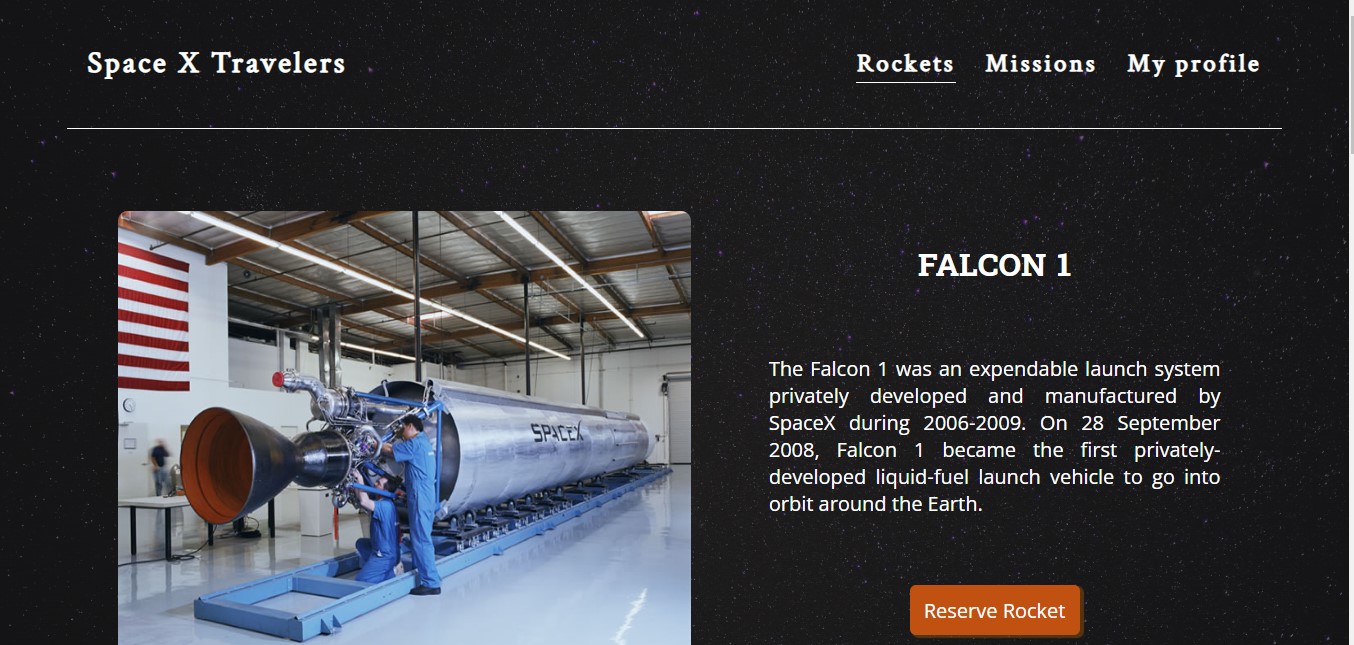 Space X Travelers
Rockets Missions My profile
SPACEX
FALCON 1
The Falcon 1 was an expendable launch system
privately developed and manufactured by
SpaceX during 2006-2009. On 28 September
2008, Falcon 1 became the first privately-
developed liquid-fuel launch vehicle to go into
orbit around the Earth.
Reserve Rocket